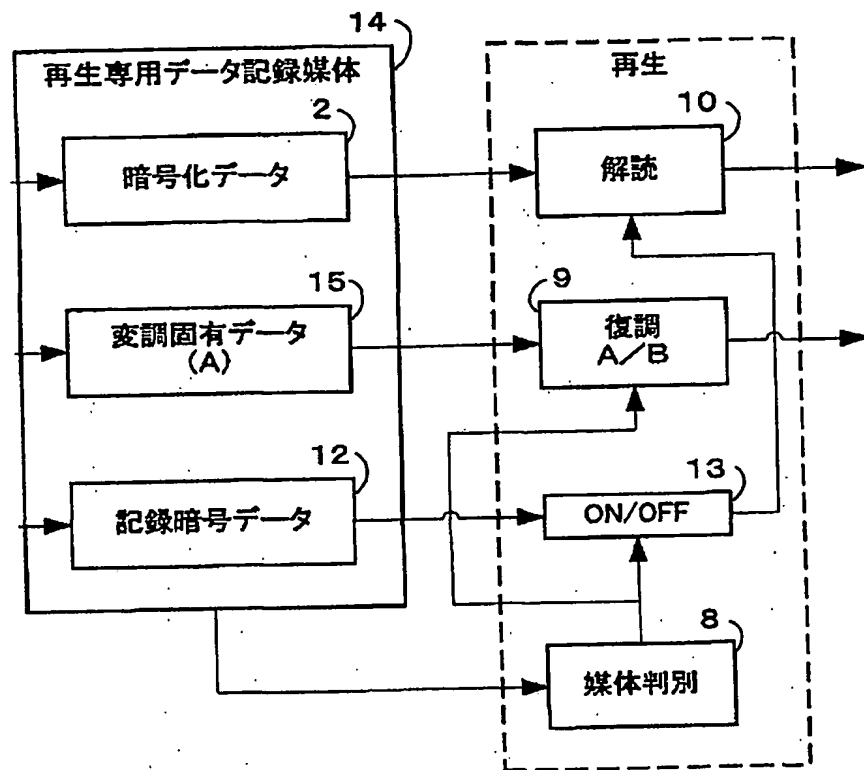 14
再生専用データ記録媒体
再生
2
暗号化データ
10
解読
15
変調固有データ
(A)
9
復調
A/B
12
記録暗号データ
13
ON/OFF
8
媒体判別